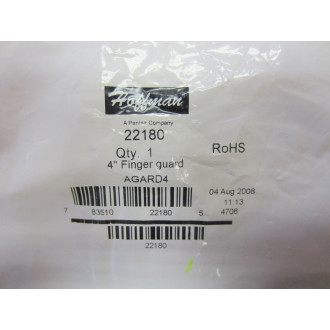 Hoffman
A Pentair Company
22180
Qty 1
RoHS
4" Finger guard
AGARD4
04 Aug 2008
11:13
7 83510 22180 5
4706
22180